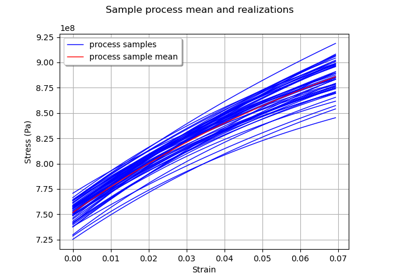 Sample process mean and realizations
1e8
process samples
process sample mean
9.25
9.00
8.75
8.50
8.25
8.00
7.75
7.50
7.25
Stress (Pa)
0.00 0.01 0.02 0.03 0.04 0.05 0.06 0.07
Strain